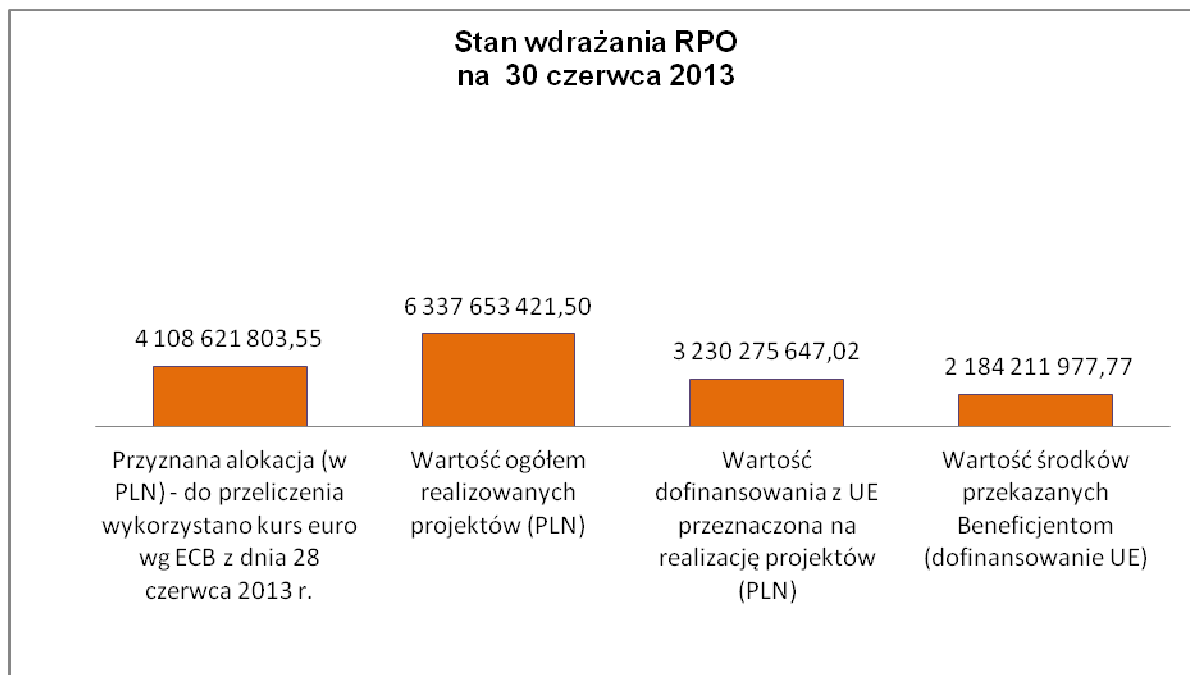 Stan wdrażania RPO
na 30 czerwca 2013
4 108 621 803,55
6 337 653 421,50
3 230 275 647,02
2 184 211 977,77
Przyznana alokacja (w
PLN) - do przeliczenia
wykorzystano kurs euro
wg ECB z dnia 28
czerwca 2013 r.
Wartość ogółem
realizowanych
projektów (PLN)
Wartość
dofinansowania z UE
przeznaczona na
realizację projektów
(PLN)
Wartość środków
przekazanych
Beneficjentom
(dofinansowanie UE)